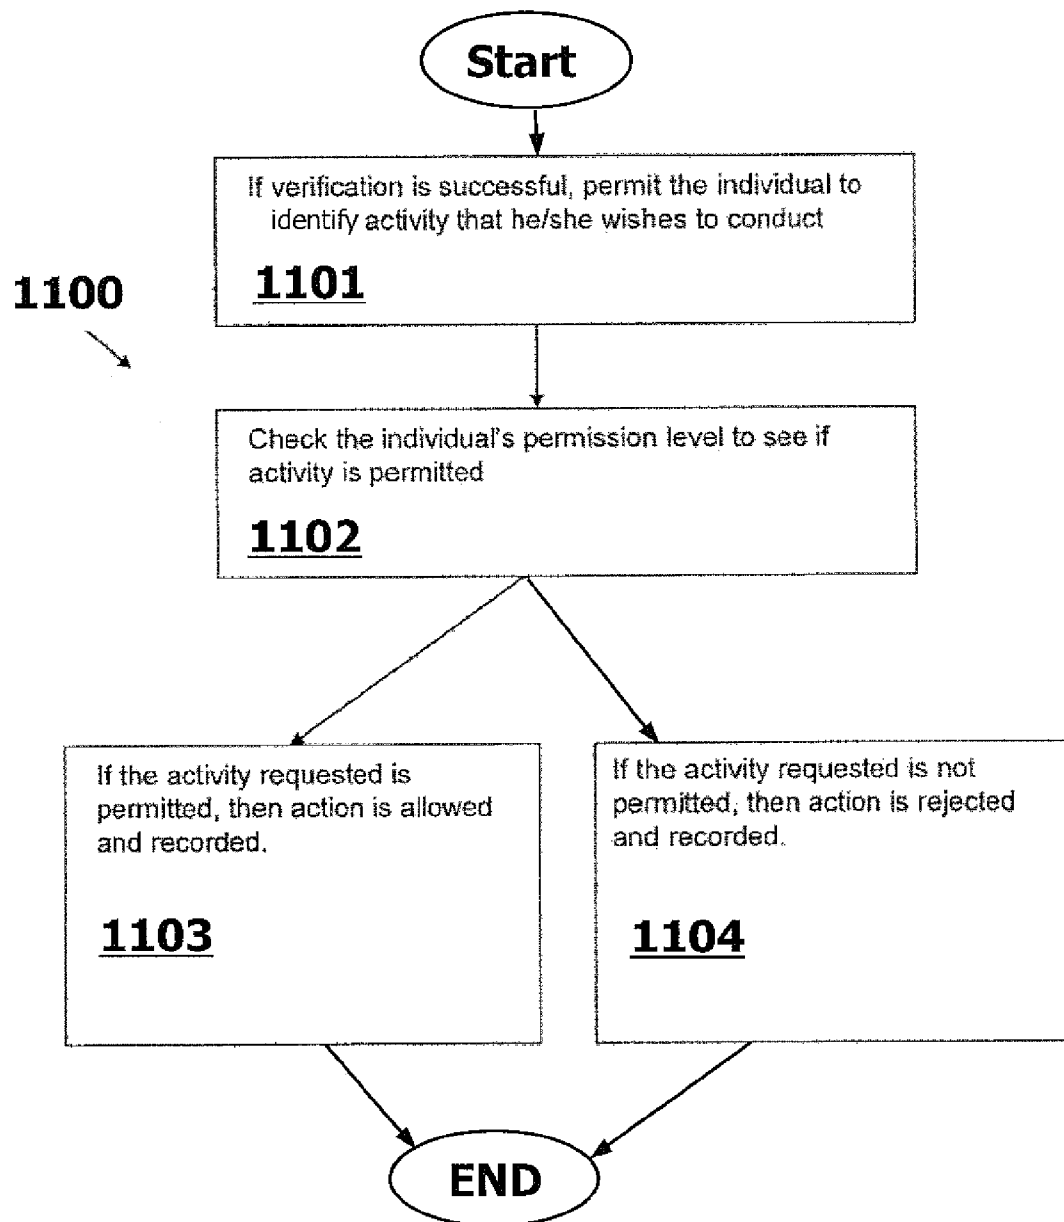 Start
If verification is successful, permit the individual to
identify activity that he/she wishes to conduct
1101
1100
Check the individual's permission level to see if
activity is permitted
1102
If the activity requested is
permitted, then action is allowed
and recorded.
1103
If the activity requested is not
permitted, then action is rejected
and recorded.
1104
END